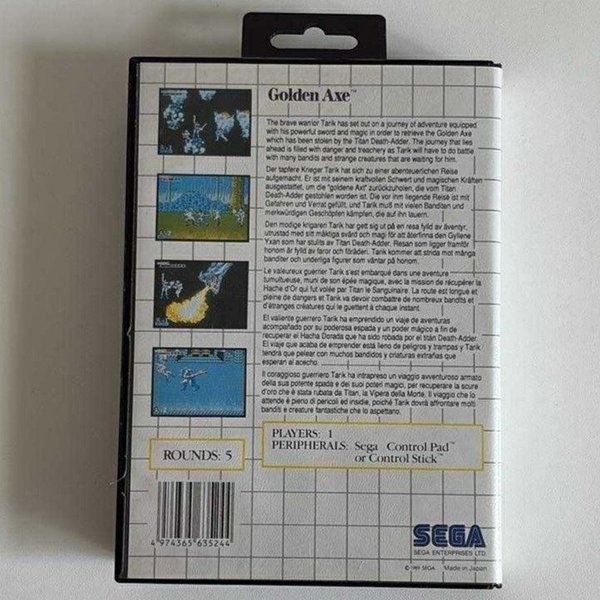 Golden Axe™
The brave warrior Tarik has set out on a journey of adventure equipped
with his powerful sword and magic in order to retrieve the Golden Axe
which has been stolen by the Titan Death-Adder. The journey that lies
ahead is filled with danger and treachery as Tarik will have to battle
with many bandits and strange creatures that are waiting for him.
Der tapfere Krieger Tarik hat sich zu einer abenteuerlichen Reise
aufgemacht. Er ist mit seinem kraftvollen Schwert und magischen Kräften
ausgestattet, um die "goldene Axt" zurückzuholen, die vom Titan
Death-Adder gestohlen worden ist. Die vor ihm liegende Reise ist mit
Gefahren und Verrat gefüllt, und Tarik muß mit vielen Banditen und
merkwürdigen Geschöpfen kämpfen, die auf ihn lauern.
Den modige krigaren Tarik har gett sig ut på en resa fylld av äventyr,
utrustad med sitt mäktiga svärd och magi för att återfinna den Gyllene
Yxan som har stulits av Titan Death-Adder. Resan som ligger framför
honom är fylld av faror och föräderi. Tarik kommer att strida mot många
banditer och underliga figurer som väntar på honom.
Le valeureux guerrier Tarik s'est embarqué dans une aventure
tumultueuse, muni de son épée magique, avec la mission de récupérer la
Hache d'Or qui fut volée par Titan le Sanguinaire. La route est longue et
pleine de dangers et Tarik va devoir combattre de nombreux bandits et
d'étranges créatures qui le guettent à chaque instant.
El valiente guerrero Tarik ha emprendido un viaje de aventuras
acompañado por su poderosa espada y un poder mágico a fin de
recuperar el Hacha Dorada que ha sido robada por el titán Death-Adder.
El viaje que acaba de emprender está lleno de peligros y trampas y Tarik
tendrá que pelear con muchos bandidos y criaturas extrañas que
esperan al acecho.
Il coraggioso guerriero Tarik ha intrapreso un viaggio avventuroso armato
della sua potente spada e dei suoi poteri magici, per recuperare la scure
d'oro che è stata rubata da Titan, la Vipera della Morte. Il viaggio che lo
attende è pieno di pericoli ed insidie, poiché Tarik dovrà affrontare molti
banditi e creature fantastiche che lo aspettano.
ROUNDS: 5
PLAYERS: 1
PERIPHERALS: Sega Control Pad™
or Control Stick™
4 974365 635244
SEGA
SEGA ENTERPRISES LTD.
© 1989 SEGA Made in Japan